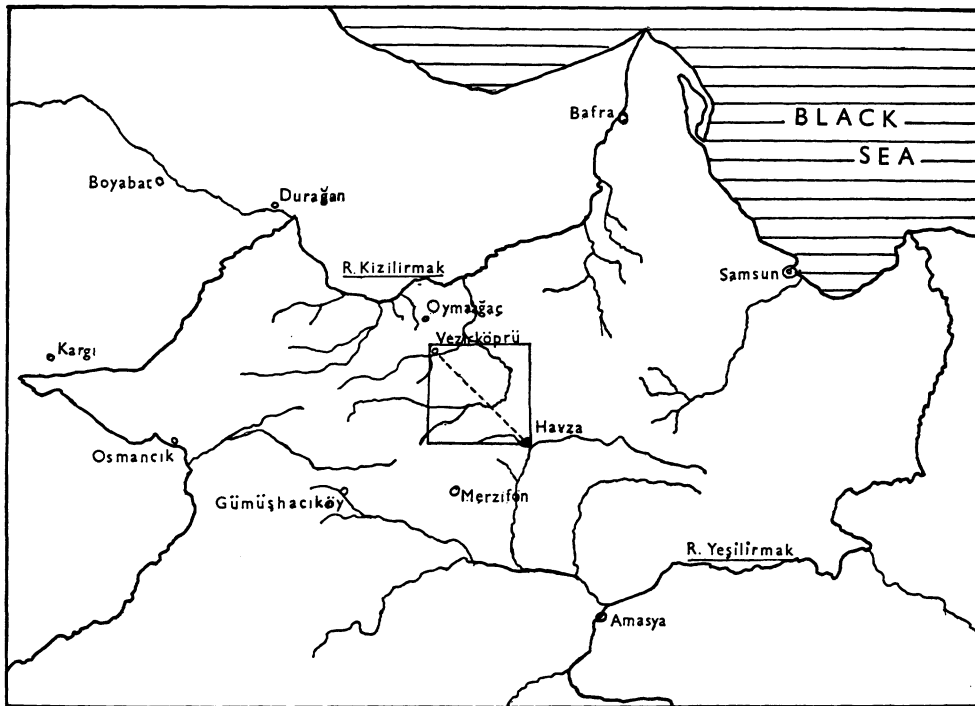 Bafra
BLACK
SEA
Boyabat
Durağan
R. Kizilirmak
Samsun
Oymaağaç
Vezirköprü
Kargı
Havza
Osmancık
Gümüşhacıköy
Merzifon
R. Yeşilirmak
Amasya